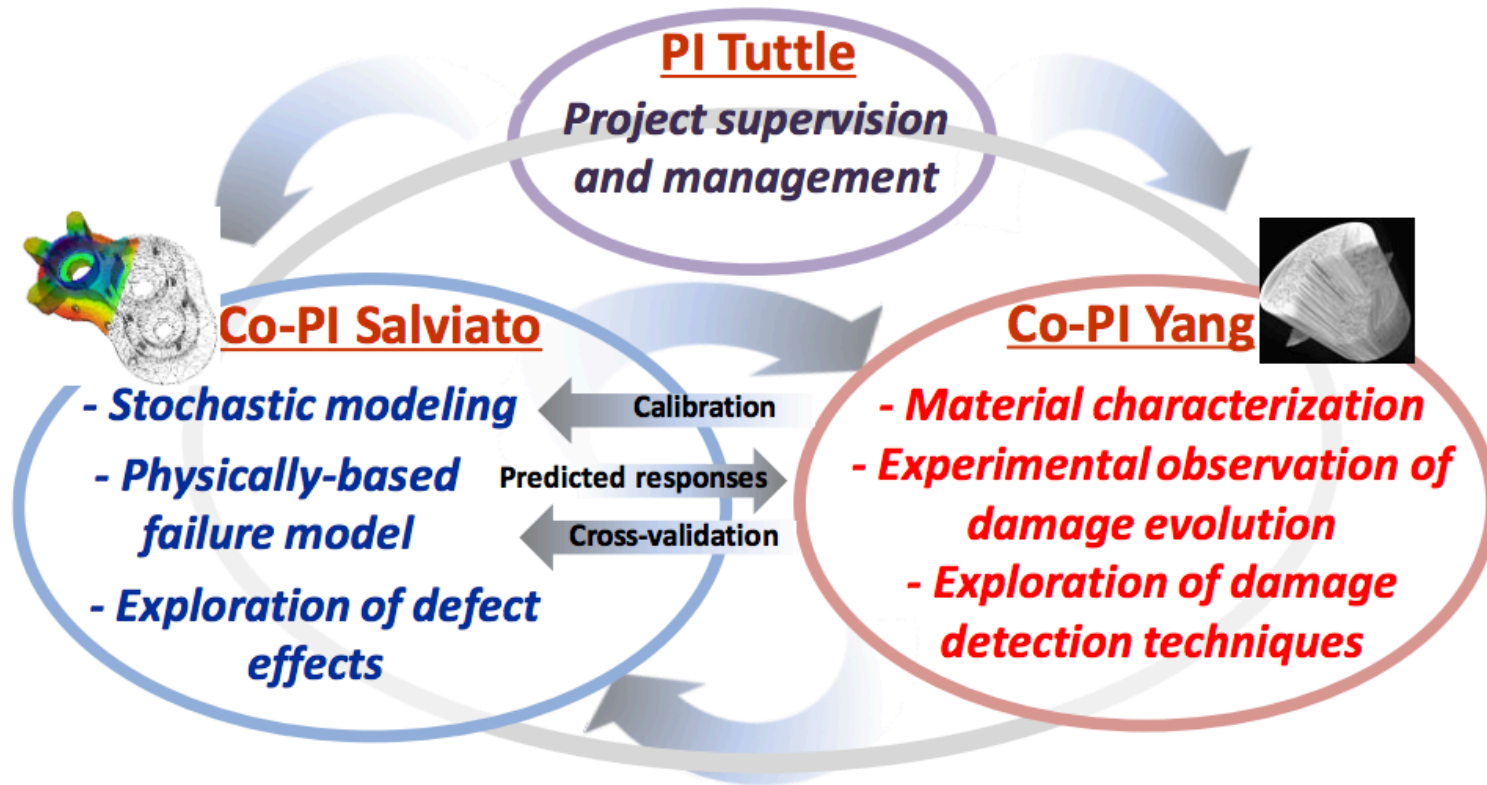 PI Tuttle
Project supervision
and management
Co-PI Salviato
- Stochastic modeling
- Physically-based
failure model
- Exploration of defect
effects
Calibration
Predicted responses
Cross-validation
Co-PI Yang
- Material characterization
- Experimental observation of
damage evolution
- Exploration of damage
detection techniques